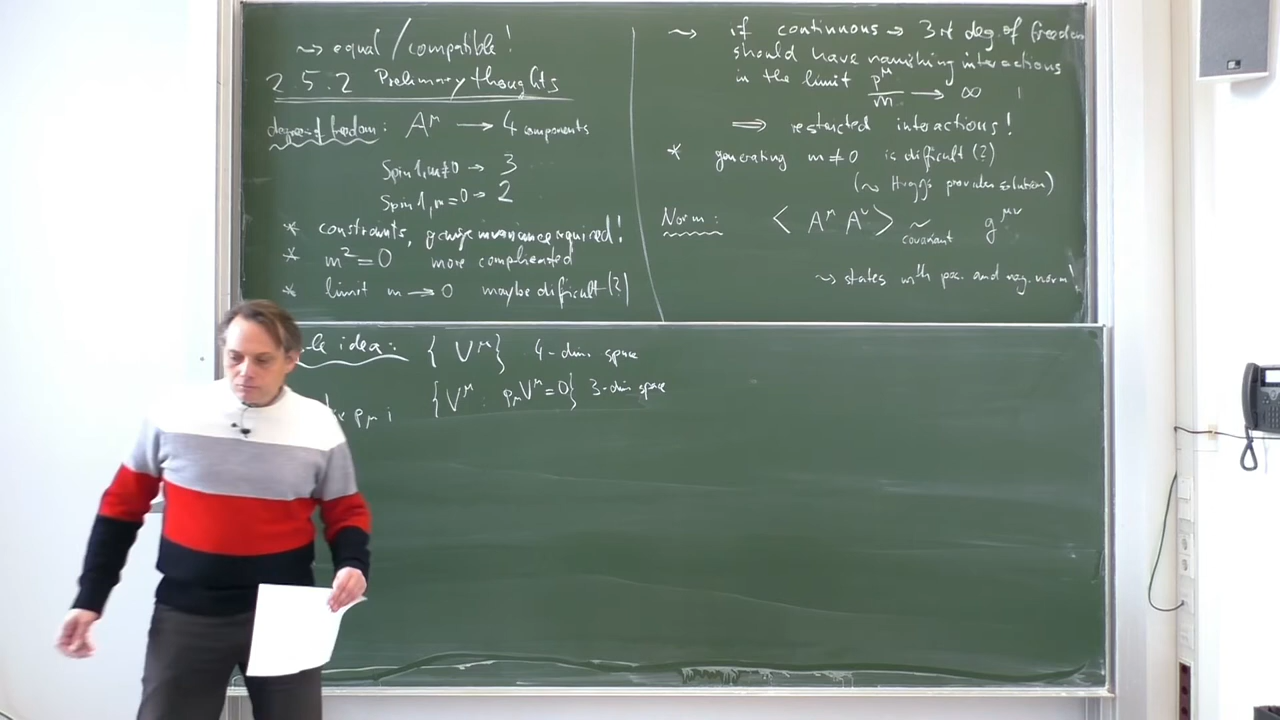 ~> equal / compatible!
2.5.2 Preliminary thoughts
degrees of freedom: A^μ → 4 components
Spin 1, m≠0 → 3
Spin 1, m=0 → 2
* constraints, gauge invariance required!
* m²=0 more complicated
* limit m → 0 maybe difficult (?)
~> if continuous → 3rd deg. of freedom
should have vanishing interactions
in the limit p^μ/m → ∞
⟹ restricted interactions!
* generating m≠0 is difficult (?)
(~ Higgs provides solution)
Norm: ⟨ A^μ A^ν ⟩ ~ covariant g^{μν}
~> states with pos. and neg. norm!
idea: { V^μ } 4-dim. space
p_μ : { V^μ : p_μ V^μ = 0 } 3-dim space